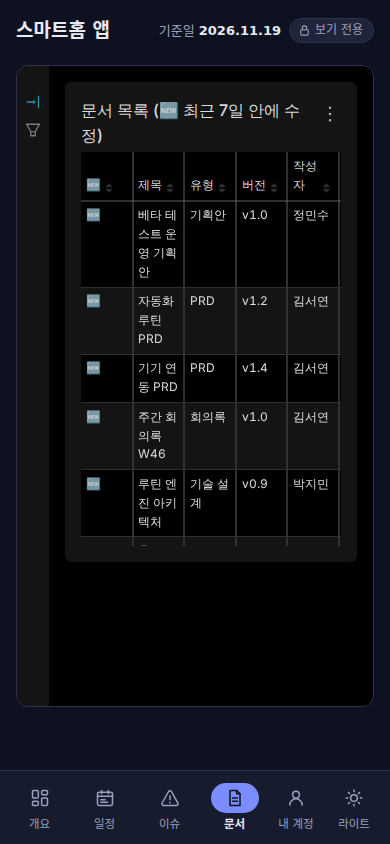 스마트홈 앱
기준일 2026.11.19
보기 전용
문서 목록 (🆕 최근 7일 안에 수
정)
🆕 제목 유형 버전 작성
자
🆕 베타 테 기획안 v1.0 정민수
스트 운
영 기획
안
🆕 자동화 PRD v1.2 김서연
루틴
PRD
🆕 기기 연 PRD v1.4 김서연
동 PRD
🆕 주간 회 회의록 v1.0 김서연
의록
W46
🆕 루틴 엔 기술 설 v0.9 박지민
진 아키 계
텍처
개요 일정 이슈 문서 내 계정 라이트